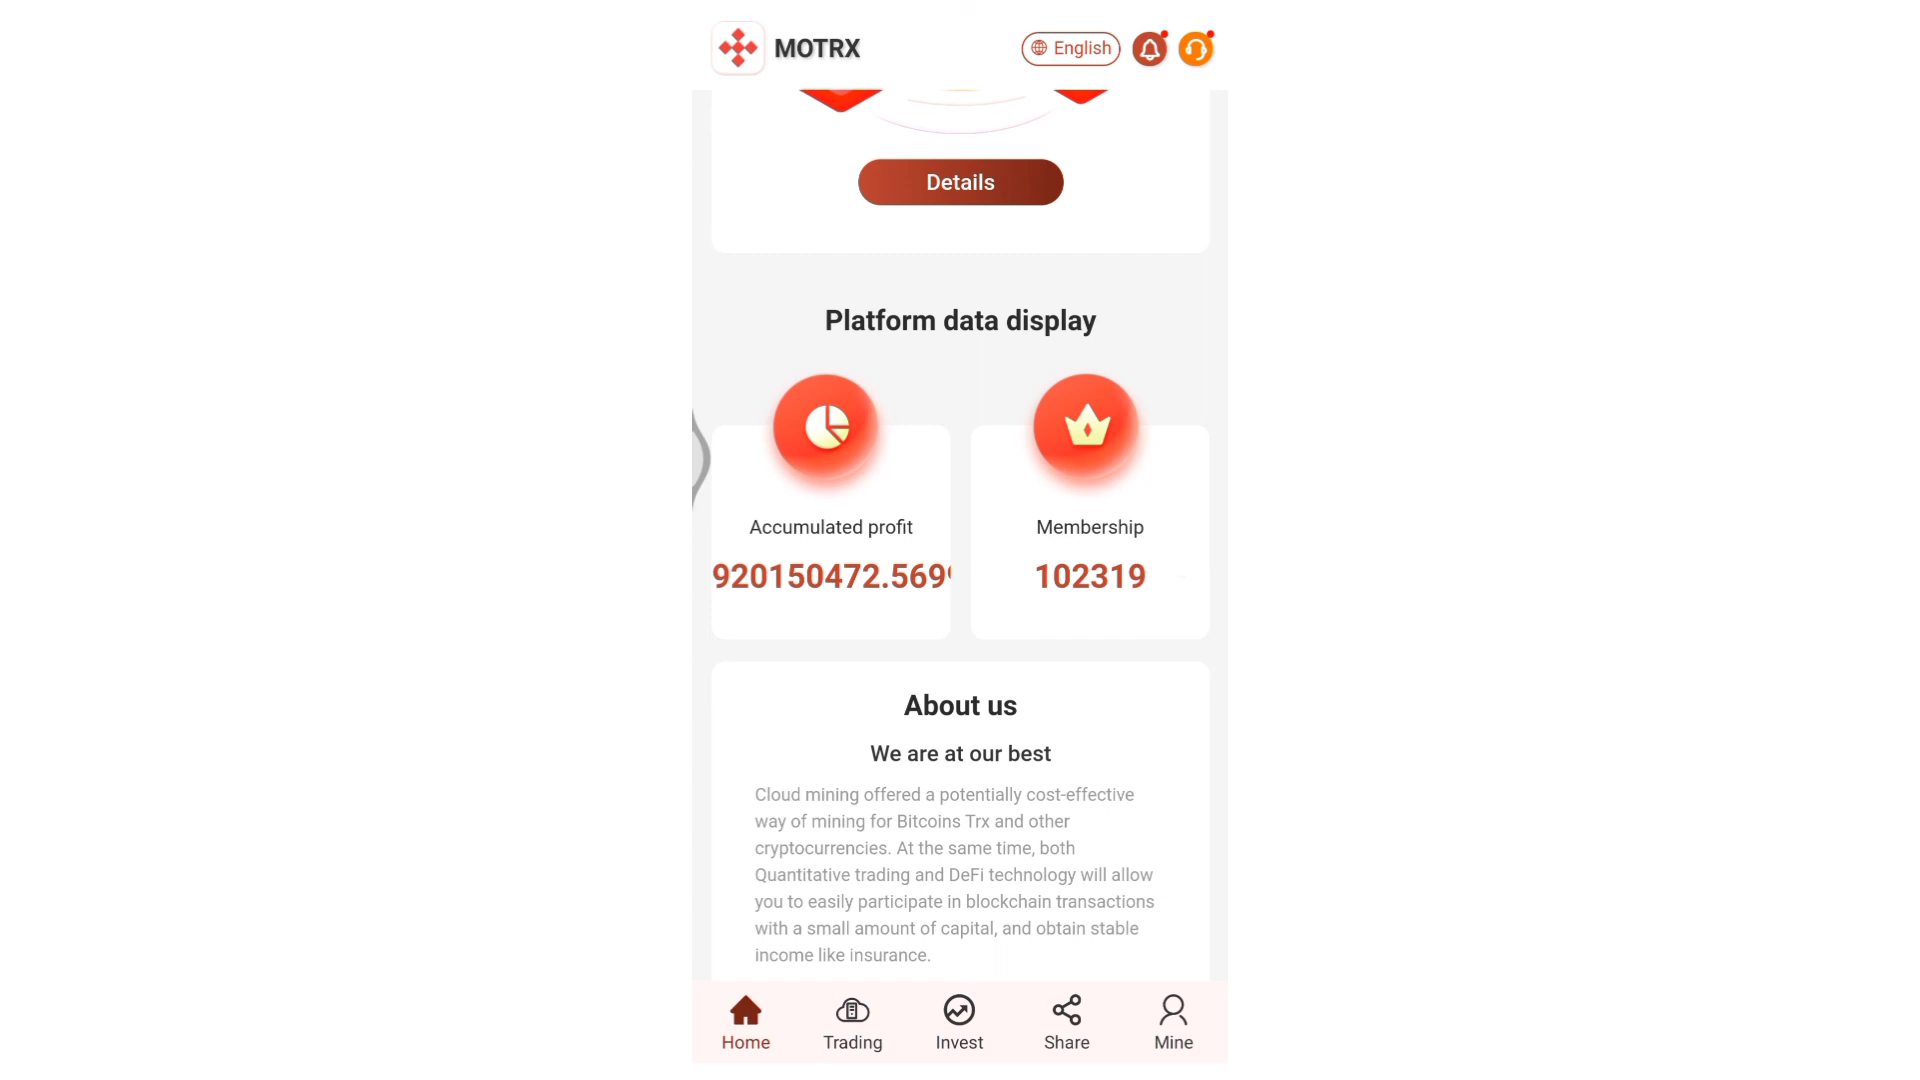 MOTRX
English
Details
Platform data display
Accumulated profit
920150472.569
Membership
102319
About us
We are at our best
Cloud mining offered a potentially cost-effective
way of mining for Bitcoins Trx and other
cryptocurrencies. At the same time, both
Quantitative trading and DeFi technology will allow
you to easily participate in blockchain transactions
with a small amount of capital, and obtain stable
income like insurance.
Home
Trading
Invest
Share
Mine